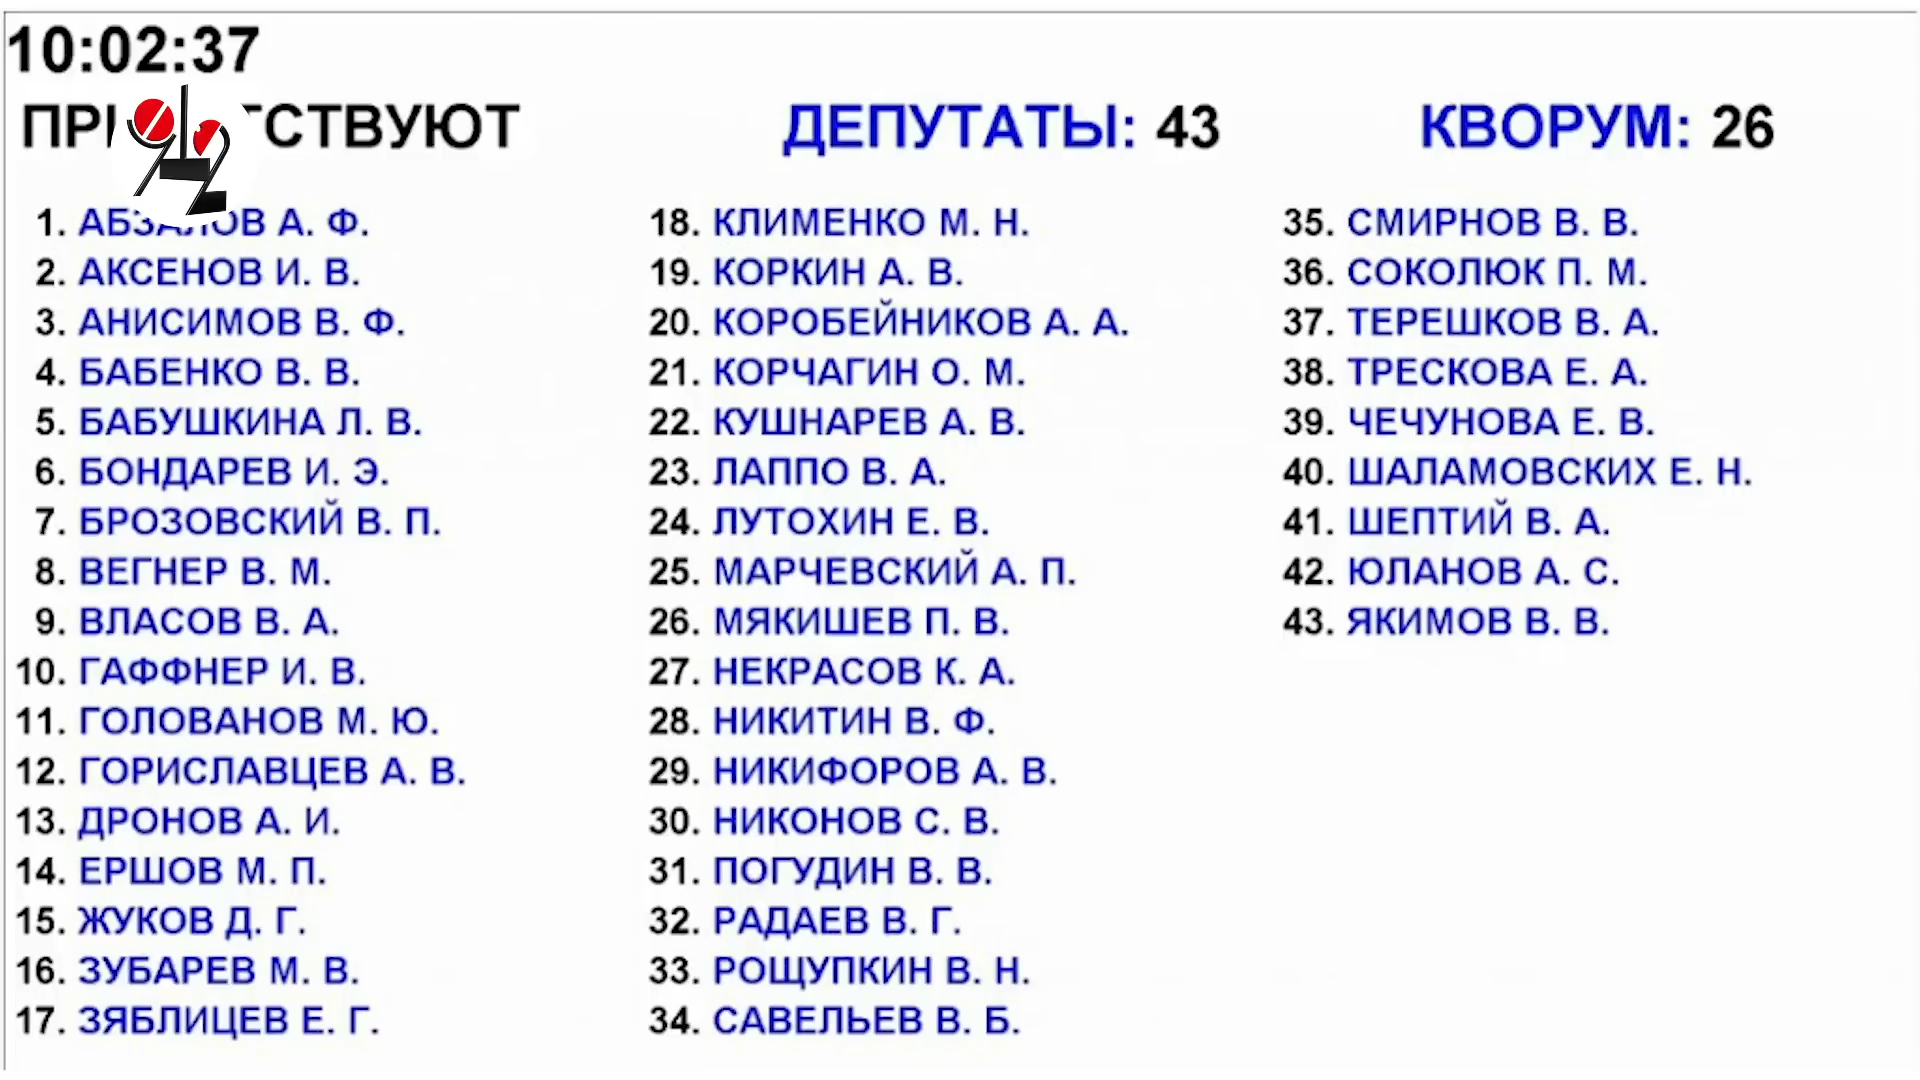 10:02:37
ДЕПУТАТЫ: 43
КВОРУМ: 26
1. АБЗАЛОВ А. Ф.
2. АКСЕНОВ И. В.
3. АНИСИМОВ В. Ф.
4. БАБЕНКО В. В.
5. БАБУШКИНА Л. В.
6. БОНДАРЕВ И. Э.
7. БРОЗОВСКИЙ В. П.
8. ВЕГНЕР В. М.
9. ВЛАСОВ В. А.
10. ГАФФНЕР И. В.
11. ГОЛОВАНОВ М. Ю.
12. ГОРИСЛАВЦЕВ А. В.
13. ДРОНОВ А. И.
14. ЕРШОВ М. П.
15. ЖУКОВ Д. Г.
16. ЗУБАРЕВ М. В.
17. ЗЯБЛИЦЕВ Е. Г.
18. КЛИМЕНКО М. Н.
19. КОРКИН А. В.
20. КОРОБЕЙНИКОВ А. А.
21. КОРЧАГИН О. М.
22. КУШНАРЕВ А. В.
23. ЛАППО В. А.
24. ЛУТОХИН Е. В.
25. МАРЧЕВСКИЙ А. П.
26. МЯКИШЕВ П. В.
27. НЕКРАСОВ К. А.
28. НИКИТИН В. Ф.
29. НИКИФОРОВ А. В.
30. НИКОНОВ С. В.
31. ПОГУДИН В. В.
32. РАДАЕВ В. Г.
33. РОЩУПКИН В. Н.
34. САВЕЛЬЕВ В. Б.
35. СМИРНОВ В. В.
36. СОКОЛЮК П. М.
37. ТЕРЕШКОВ В. А.
38. ТРЕСКОВА Е. А.
39. ЧЕЧУНОВА Е. В.
40. ШАЛАМОВСКИХ Е. Н.
41. ШЕПТИЙ В. А.
42. ЮЛАНОВ А. С.
43. ЯКИМОВ В. В.